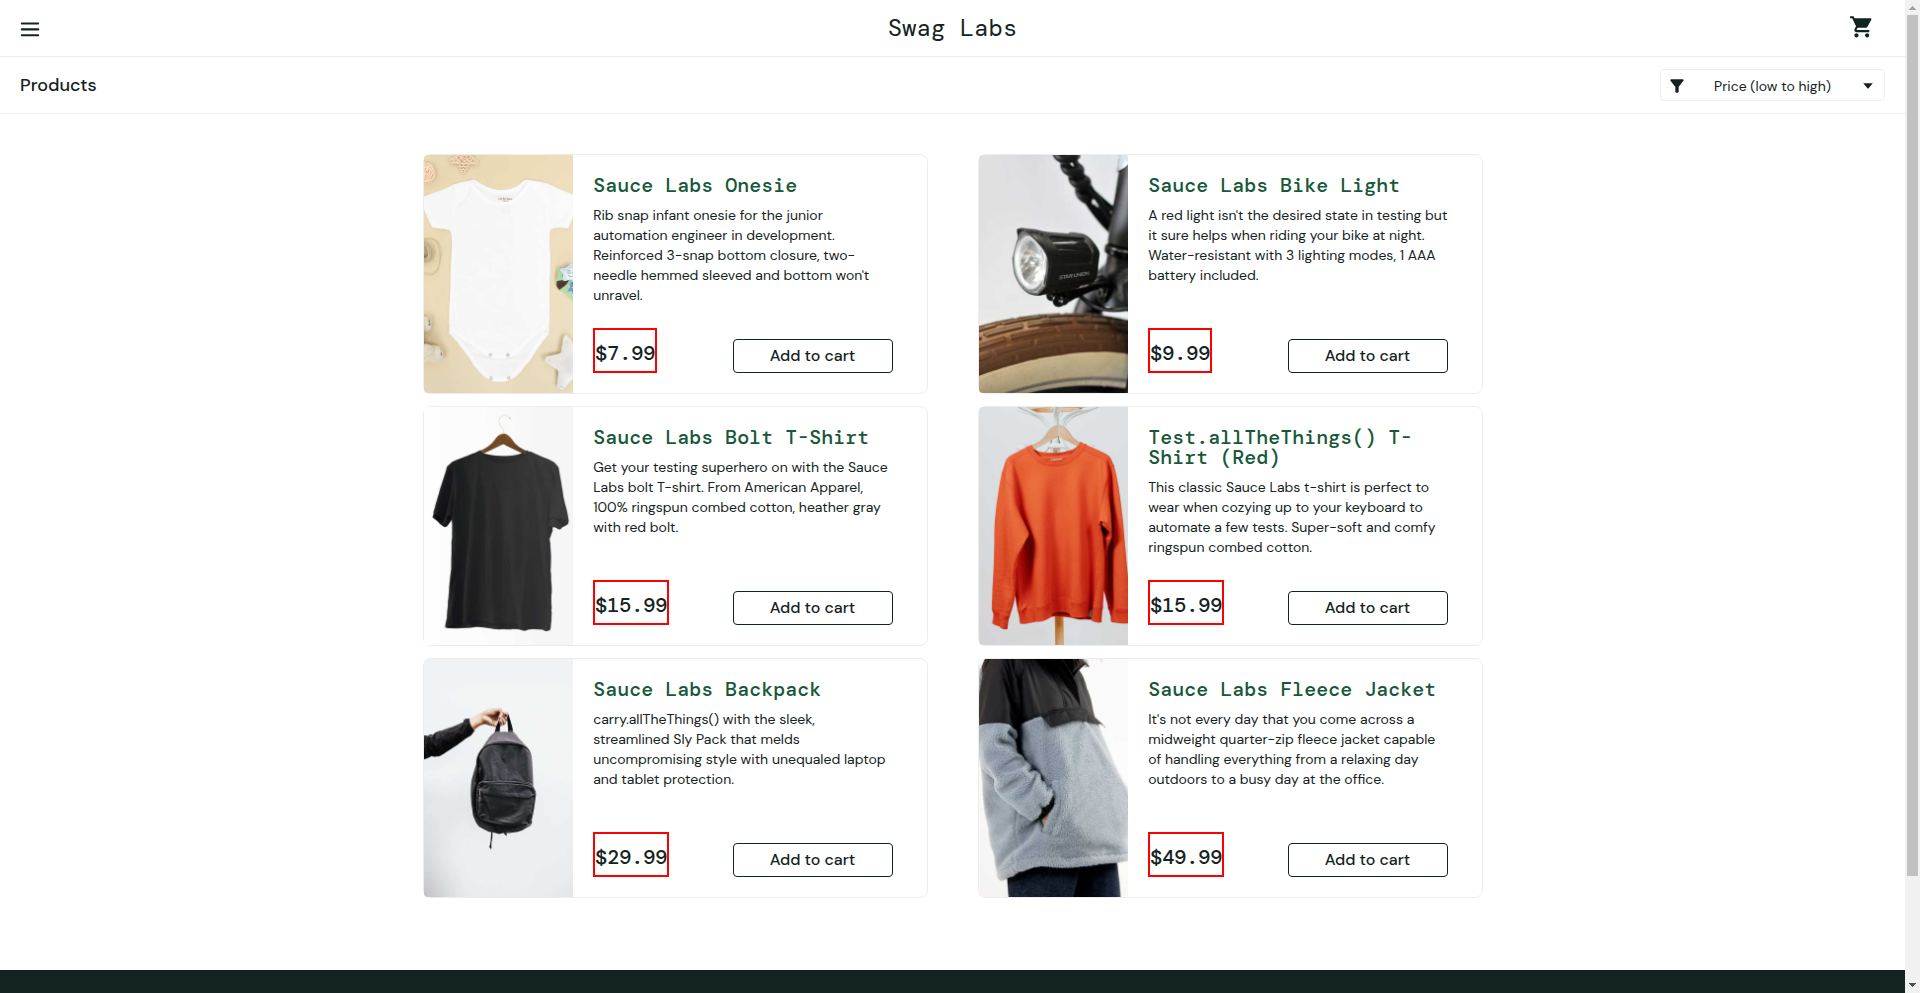 Swag Labs
Products
Price (low to high)
Sauce Labs Onesie
Rib snap infant onesie for the junior
automation engineer in development.
Reinforced 3-snap bottom closure, two-
needle hemmed sleeved and bottom won't
unravel.
$7.99
Add to cart
Sauce Labs Bike Light
A red light isn't the desired state in testing but
it sure helps when riding your bike at night.
Water-resistant with 3 lighting modes, 1 AAA
battery included.
$9.99
Add to cart
Sauce Labs Bolt T-Shirt
Get your testing superhero on with the Sauce
Labs bolt T-shirt. From American Apparel,
100% ringspun combed cotton, heather gray
with red bolt.
$15.99
Add to cart
Test.allTheThings() T-
Shirt (Red)
This classic Sauce Labs t-shirt is perfect to
wear when cozying up to your keyboard to
automate a few tests. Super-soft and comfy
ringspun combed cotton.
$15.99
Add to cart
Sauce Labs Backpack
carry.allTheThings() with the sleek,
streamlined Sly Pack that melds
uncompromising style with unequaled laptop
and tablet protection.
$29.99
Add to cart
Sauce Labs Fleece Jacket
It's not every day that you come across a
midweight quarter-zip fleece jacket capable
of handling everything from a relaxing day
outdoors to a busy day at the office.
$49.99
Add to cart